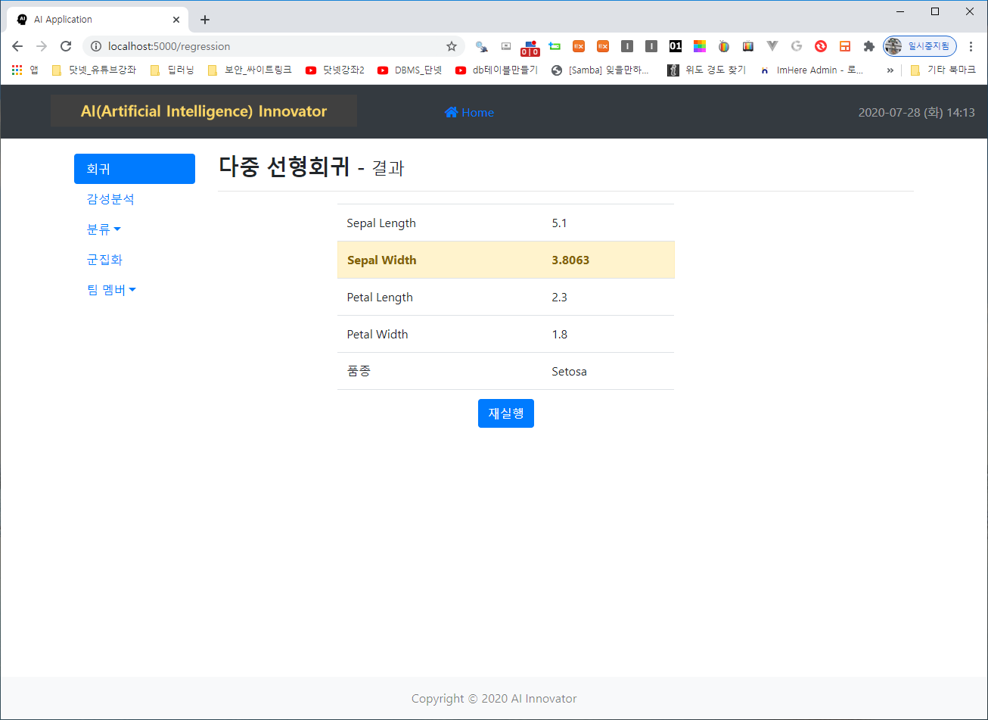 AI Application
localhost:5000/regression
일시중지됨
앱 닷넷_유튜브강좌 딥러닝 보안_싸이트링크 닷넷강좌2 DBMS_단넷 db테이블만들기 [Samba] 잊을만하... 위도 경도 찾기 ImHere Admin - 로... » 기타 북마크
AI(Artificial Intelligence) Innovator Home 2020-07-28 (화) 14:13
회귀
감성분석
분류
군집화
팀 멤버
다중 선형회귀 - 결과
Sepal Length 5.1
Sepal Width 3.8063
Petal Length 2.3
Petal Width 1.8
품종 Setosa
재실행
Copyright © 2020 AI Innovator